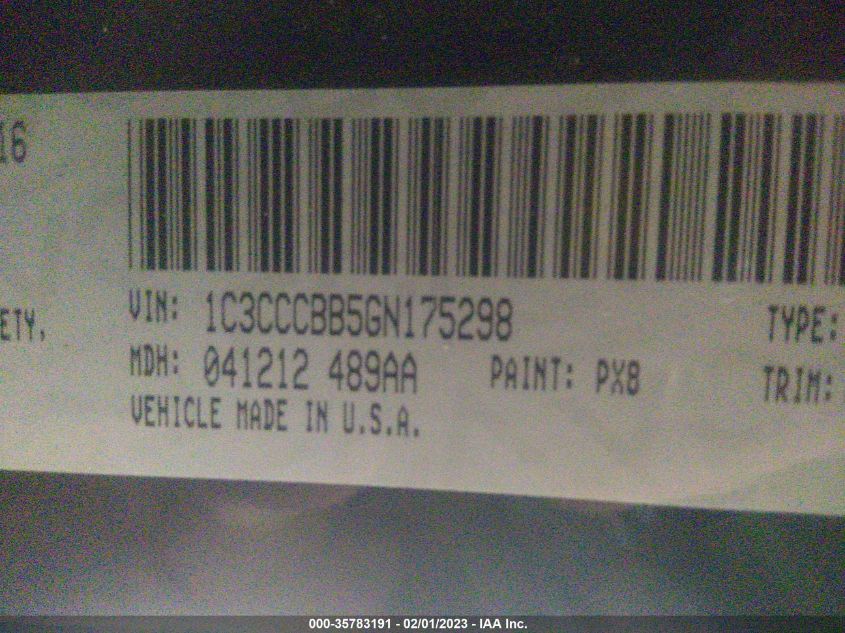 16
ETY,
VIN: 1C3CCCBB5GN175298
TYPE:
MDH: 041212 489AA
PAINT: PX8
TRIM:
VEHICLE MADE IN U.S.A.
000-35783191 - 02/01/2023 - IAA Inc.